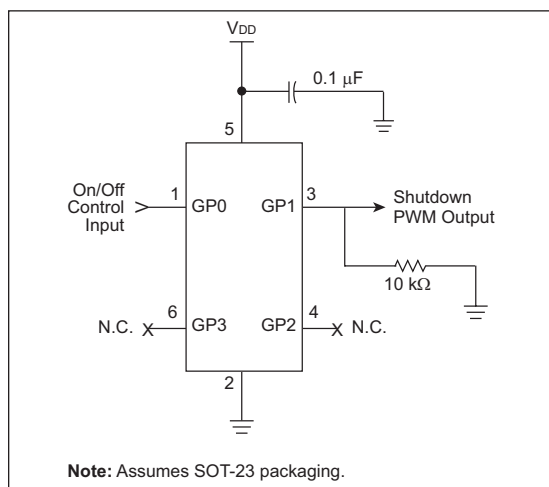 VDD
0.1 µF
5
On/Off
Control
Input
1
GP0
GP1
3
Shutdown
PWM Output
10 kΩ
N.C.
X
6
GP3
GP2
4
X
N.C.
2
Note: Assumes SOT-23 packaging.